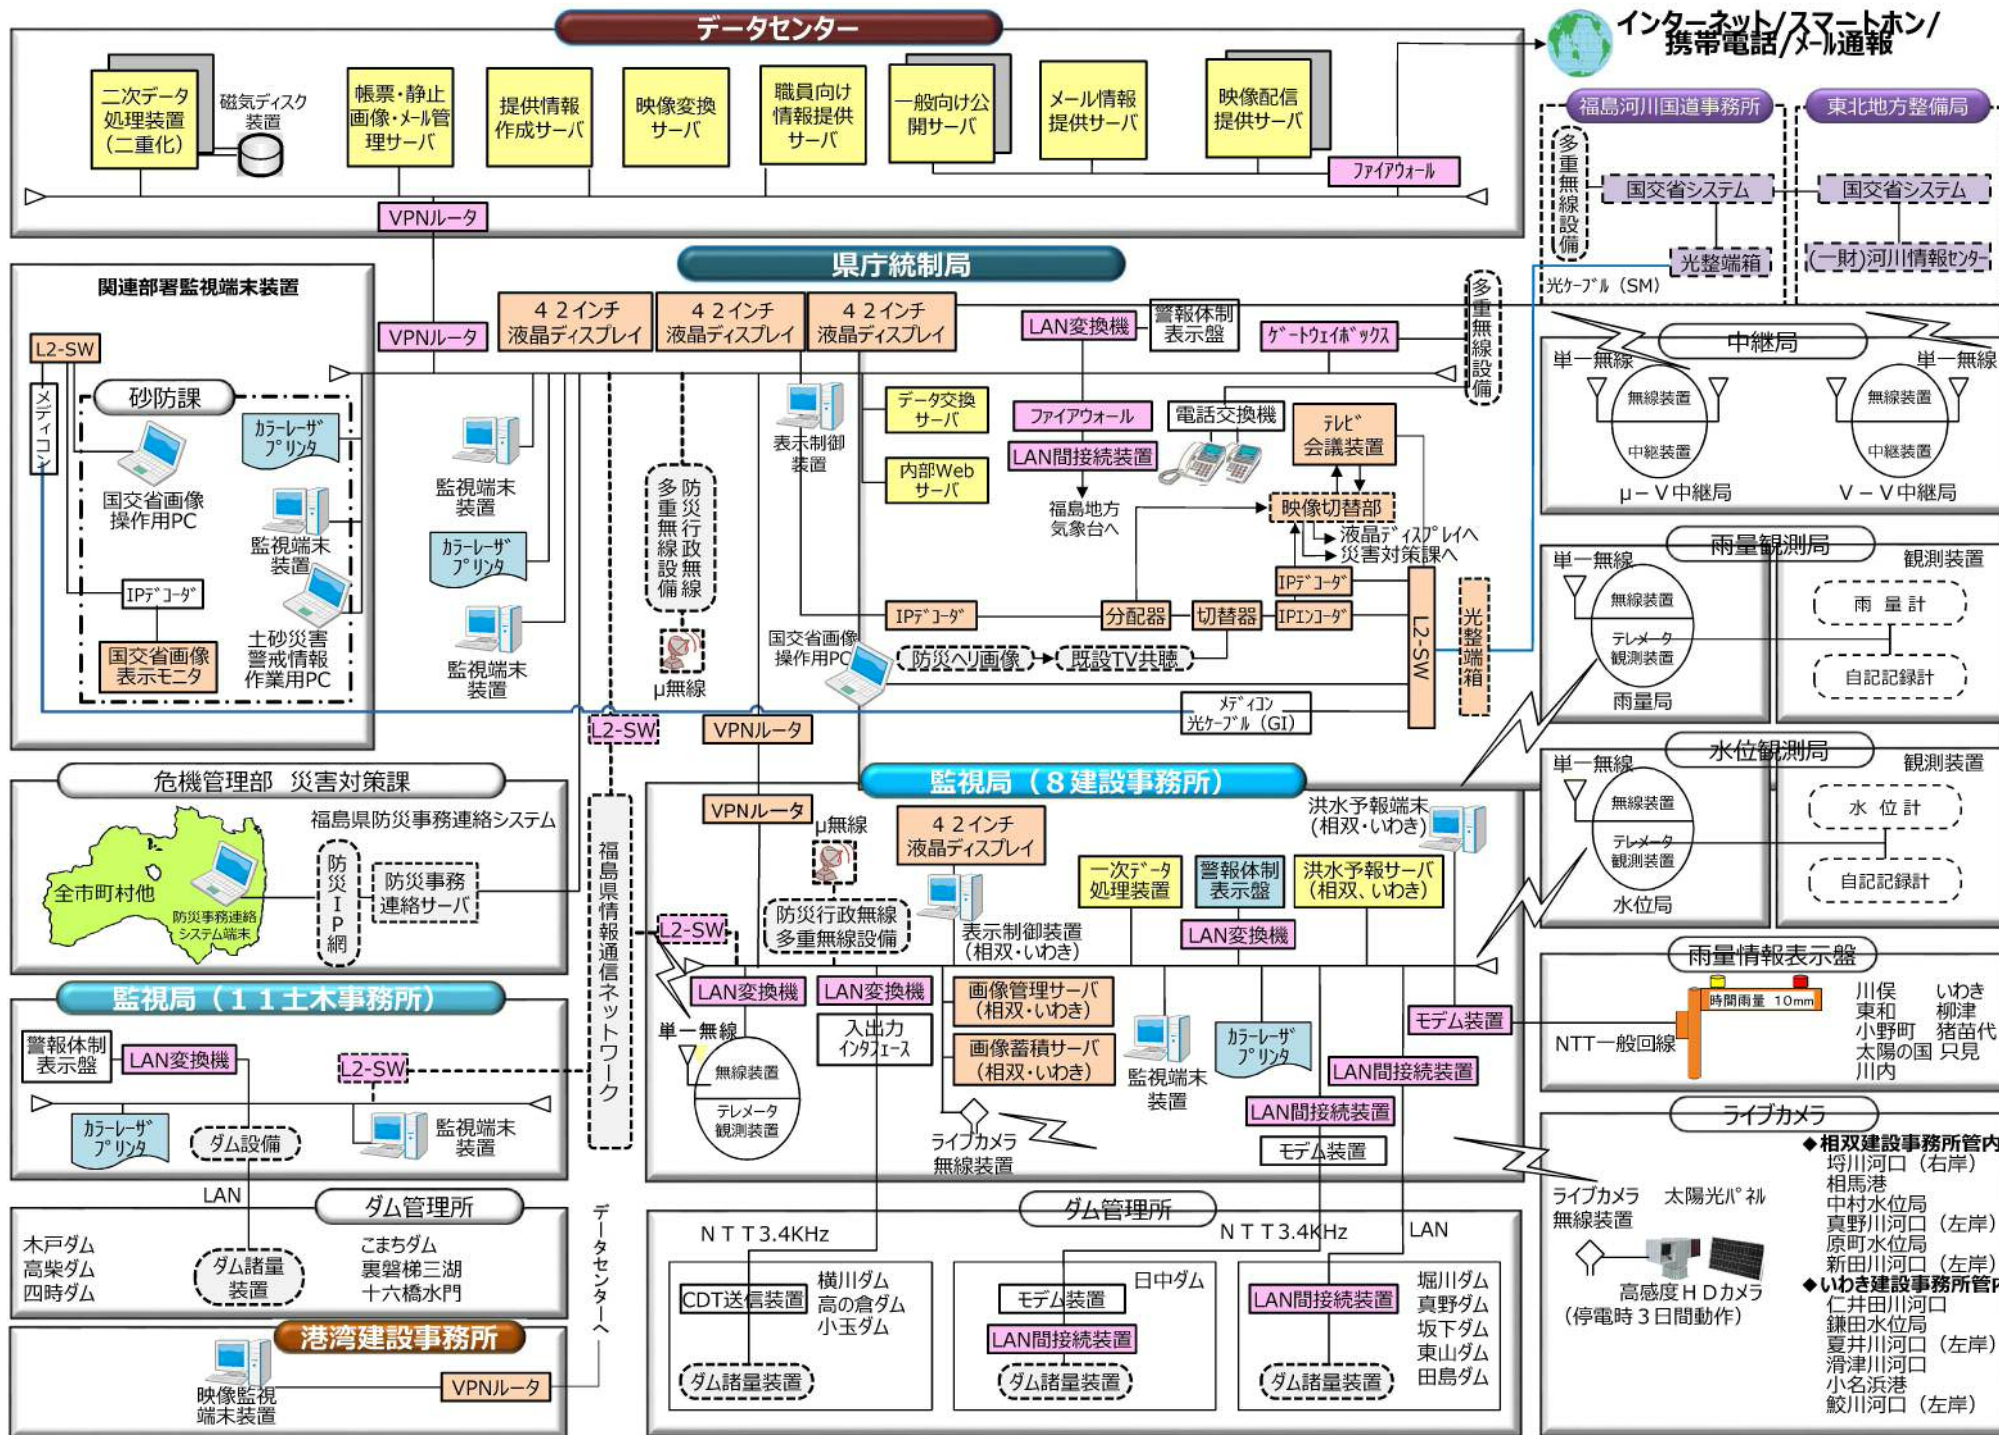 データセンター
インターネット/スマートホン/
携帯電話/メール通報
二次データ
処理装置
(二重化)
磁気ディスク
装置
帳票・静止
画像・メール管
理サーバ
提供情報
作成サーバ
映像変換
サーバ
職員向け
情報提供
サーバ
一般向け公
開サーバ
メール情報
提供サーバ
映像配信
提供サーバ
ファイアウォール
VPNルータ
福島河川国道事務所
東北地方整備局
多重無線設備
国交省システム
国交省システム
光整端箱
(一財)河川情報センター
光ケーブル（SM）
県庁統制局
関連部署監視端末装置
L2-SW
メディコン
砂防課
カラーレーザ
プリンタ
国交省画像
操作用PC
監視端末
装置
IPデコーダ
国交省画像
表示モニタ
土砂災害
警戒情報
作業用PC
VPNルータ
４２インチ
液晶ディスプレイ
４２インチ
液晶ディスプレイ
４２インチ
液晶ディスプレイ
LAN変換機
警報体制
表示盤
ゲートウェイボックス
多重無線設備
監視端末
装置
カラーレーザ
プリンタ
監視端末
装置
防災行政無線
多重無線設備
μ無線
表示制御
装置
データ交換
サーバ
内部Web
サーバ
ファイアウォール
LAN間接続装置
福島地方
気象台へ
電話交換機
テレビ
会議装置
映像切替部
液晶ディスプレイへ
災害対策課へ
IPデコーダ
IPデコーダ
分配器
切替器
IPエンコーダ
L2-SW
光整端箱
国交省画像
操作用PC
防災ヘリ画像
既設TV共聴
メディコン
光ケーブル（GI）
L2-SW
VPNルータ
中継局
単一無線
単一無線
無線装置
中継装置
無線装置
中継装置
μ－Ｖ中継局
Ｖ－Ｖ中継局
雨量観測局
単一無線
観測装置
無線装置
テレメータ
観測装置
雨量局
雨 量 計
自記記録計
水位観測局
単一無線
観測装置
無線装置
テレメータ
観測装置
水位局
水 位 計
自記記録計
危機管理部 災害対策課
福島県防災事務連絡システム
全市町村他
防災事務連絡
システム端末
防災ＩＰ網
防災事務
連絡サーバ
福島県情報通信ネットワーク
監視局（８建設事務所）
VPNルータ
μ無線
４２インチ
液晶ディスプレイ
洪水予報端末
(相双・いわき)
一次データ
処理装置
警報体制
表示盤
洪水予報サーバ
(相双、いわき)
L2-SW
防災行政無線
多重無線設備
表示制御装置
(相双・いわき)
LAN変換機
LAN変換機
LAN変換機
画像管理サーバ
(相双・いわき)
単一無線
入出力
インタフェース
画像蓄積サーバ
(相双・いわき)
無線装置
テレメータ
観測装置
監視端末
装置
カラーレーザ
プリンタ
モデム装置
LAN間接続装置
LAN間接続装置
モデム装置
ライブカメラ
無線装置
雨量情報表示盤
時間雨量 10mm
NTT一般回線
川俣 いわき
東和 柳津
小野町 猪苗代
太陽の国 只見
川内
監視局（１１土木事務所）
警報体制
表示盤
LAN変換機
L2-SW
カラーレーザ
プリンタ
ダム設備
監視端末
装置
LAN
ダム管理所
木戸ダム
高柴ダム
四時ダム
ダム諸量
装置
こまちダム
裏磐梯三湖
十六橋水門
データセンターへ
港湾建設事務所
映像監視
端末装置
VPNルータ
ダム管理所
ＮＴＴ3.4KHz
ＮＴＴ3.4KHz
LAN
CDT送信装置
横川ダム
高の倉ダム
小玉ダム
ダム諸量装置
モデム装置
日中ダム
LAN間接続装置
ダム諸量装置
LAN間接続装置
堀川ダム
真野ダム
坂下ダム
東山ダム
田島ダム
ダム諸量装置
ライブカメラ
ライブカメラ
無線装置
太陽光パネル
高感度ＨＤカメラ
(停電時３日間動作)
◆相双建設事務所管内
埓川河口（右岸）
相馬港
中村水位局
真野川河口（左岸）
原町水位局
新田川河口（左岸）
◆いわき建設事務所管内
仁井田川河口
鎌田水位局
夏井川河口（左岸）
滑津川河口
小名浜港
鮫川河口（左岸）